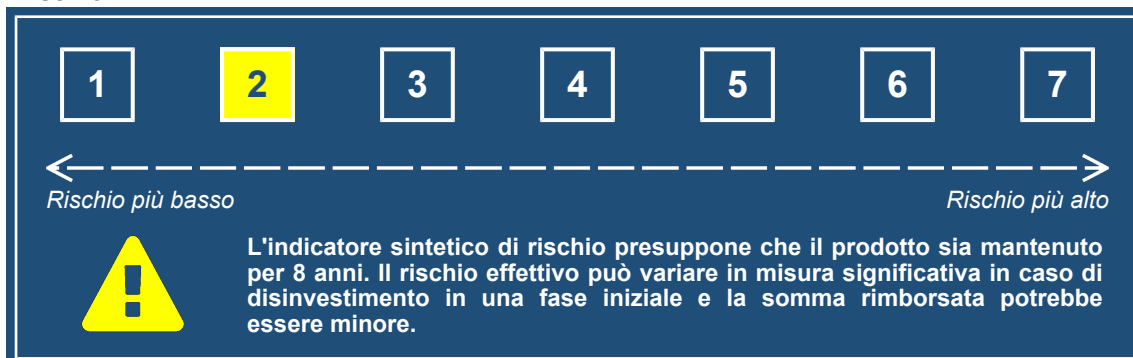 1 2 3 4 5 6 7
Rischio più basso Rischio più alto
L'indicatore sintetico di rischio presuppone che il prodotto sia mantenuto
per 8 anni. Il rischio effettivo può variare in misura significativa in caso di
disinvestimento in una fase iniziale e la somma rimborsata potrebbe
essere minore.